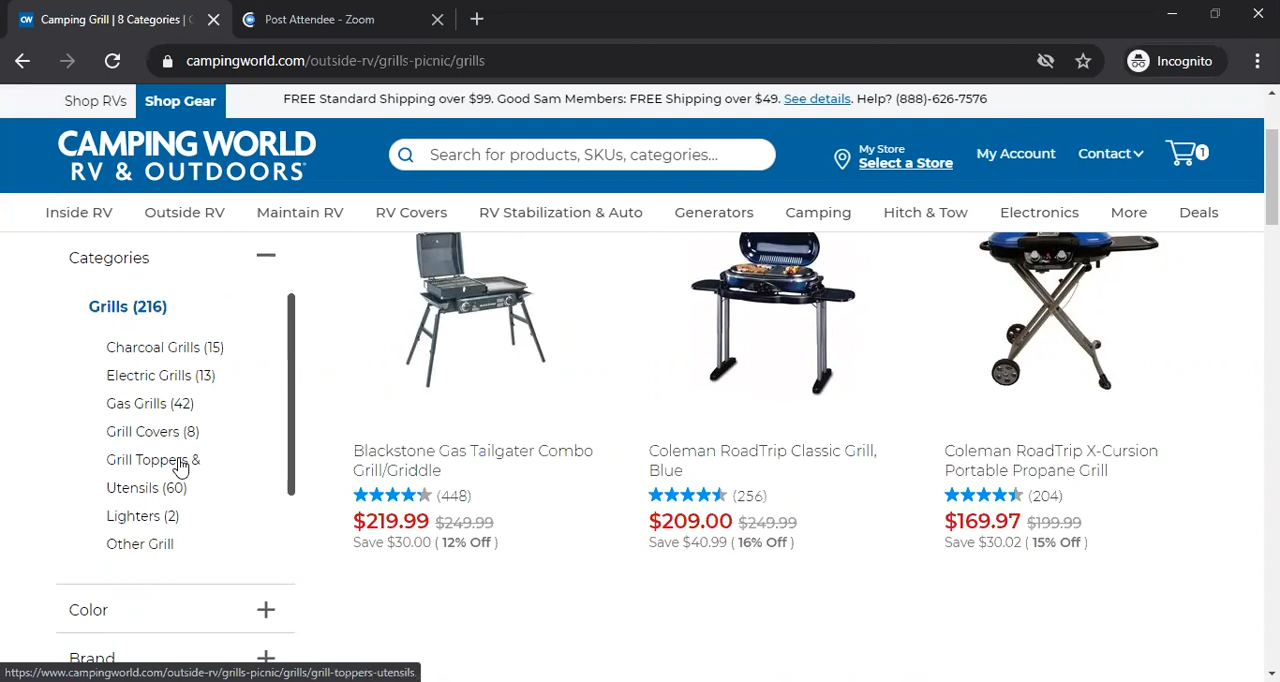 Camping Grill | 8 Categories |
Post Attendee - Zoom
campingworld.com/outside-rv/grills-picnic/grills
Incognito
Shop RVs
Shop Gear
FREE Standard Shipping over $99. Good Sam Members: FREE Shipping over $49. See details. Help? (888)-626-7576
CAMPING WORLD
RV & OUTDOORS
Search for products, SKUs, categories...
My Store
Select a Store
My Account
Contact
1
Inside RV
Outside RV
Maintain RV
RV Covers
RV Stabilization & Auto
Generators
Camping
Hitch & Tow
Electronics
More
Deals
Categories
Grills (216)
Charcoal Grills (15)
Electric Grills (13)
Gas Grills (42)
Grill Covers (8)
Grill Toppers &
Utensils (60)
Lighters (2)
Other Grill
Color
Brand
Blackstone Gas Tailgater Combo
Grill/Griddle
(448)
$219.99 $249.99
Save $30.00 ( 12% Off )
Coleman RoadTrip Classic Grill,
Blue
(256)
$209.00 $249.99
Save $40.99 ( 16% Off )
Coleman RoadTrip X-Cursion
Portable Propane Grill
(204)
$169.97 $199.99
Save $30.02 ( 15% Off )
https://www.campingworld.com/outside-rv/grills-picnic/grills/grill-toppers-utensils.